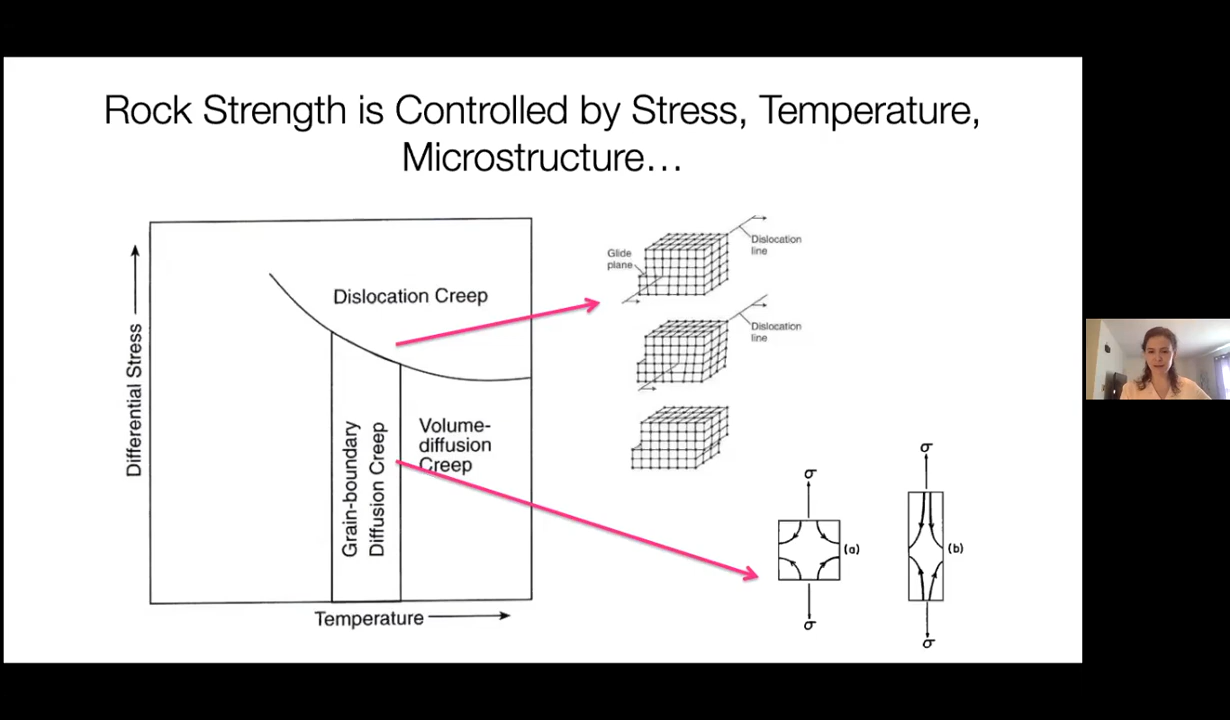 Rock Strength is Controlled by Stress, Temperature,
Microstructure…
Differential Stress
Dislocation Creep
Grain-boundary
Diffusion Creep
Volume-
diffusion
Creep
Temperature
Glide
plane
Dislocation
line
Dislocation
line
σ
(a)
σ
σ
(b)
σ